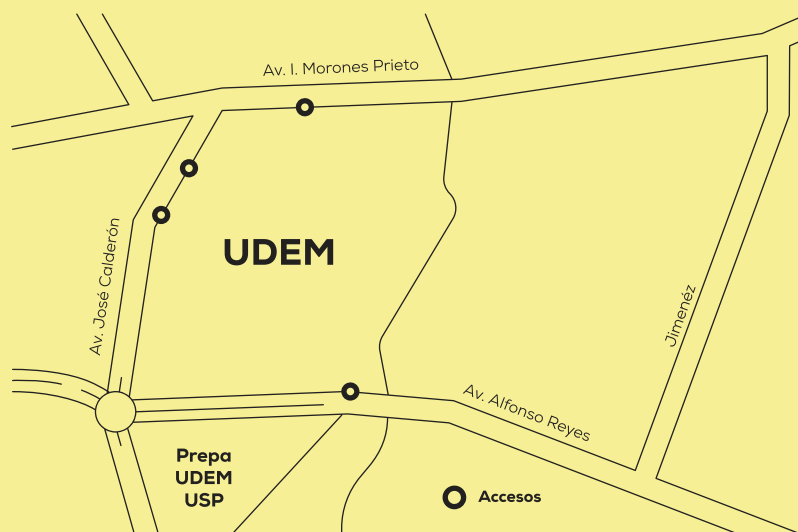 Av. I. Morones Prieto
Av. José Calderón
UDEM
Jimenéz
Av. Alfonso Reyes
Prepa
UDEM
USP
Accesos